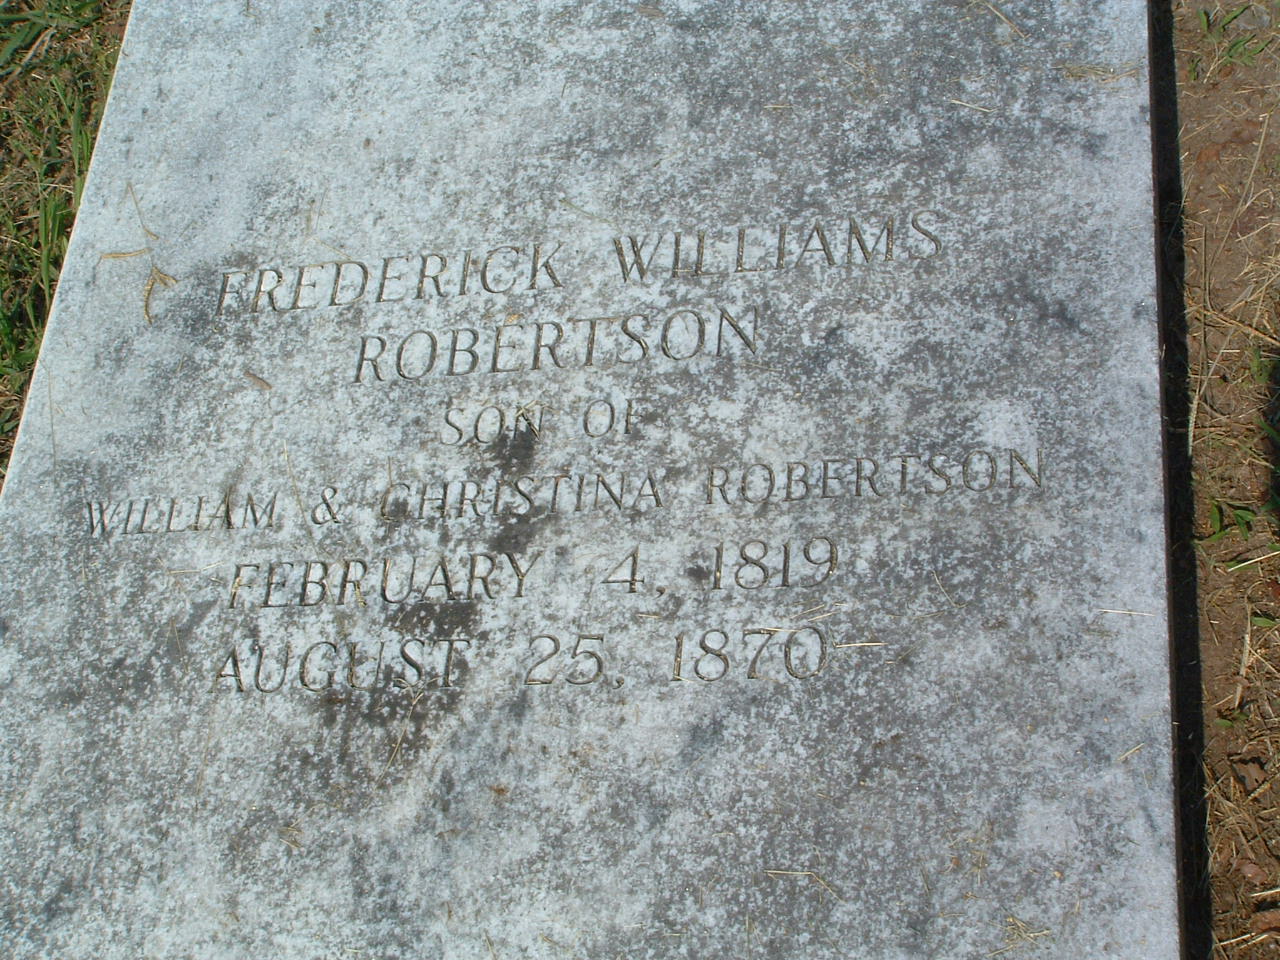 FREDERICK WILLIAMS
ROBERTSON
SON OF
WILLIAM & CHRISTINA ROBERTSON
FEBRUARY 4, 1819
AUGUST 25, 1870